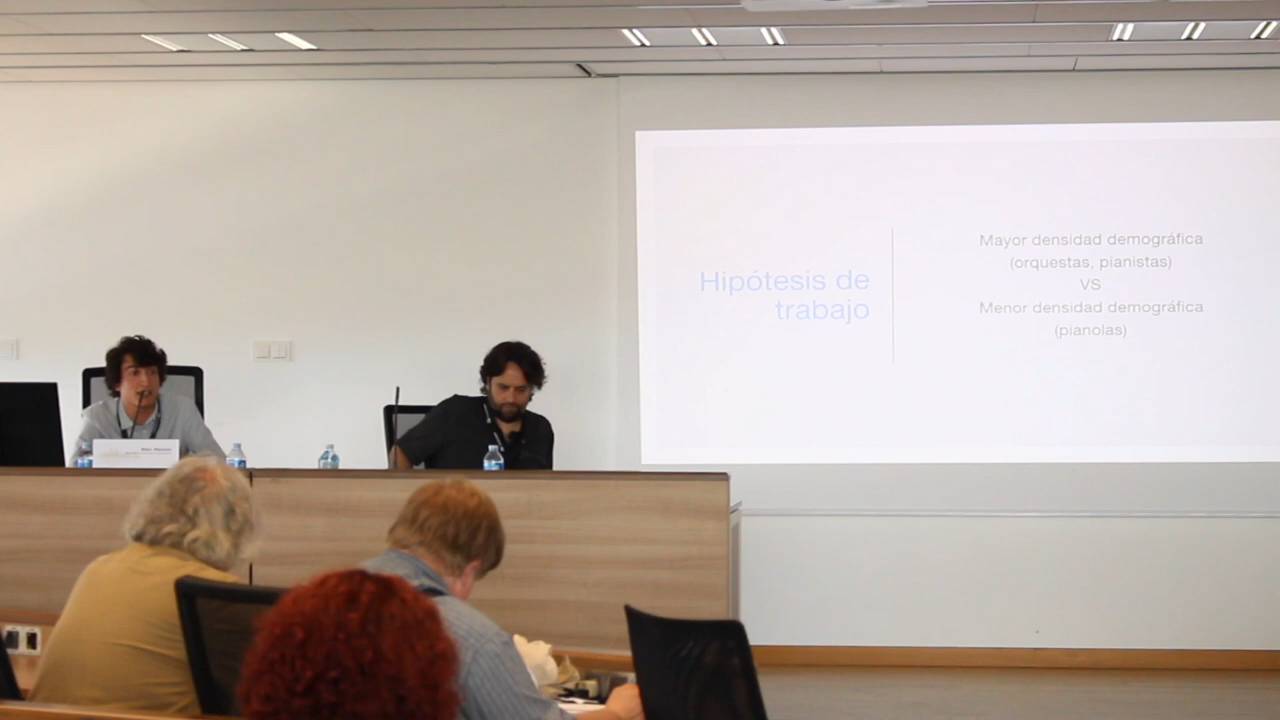 Hipótesis de
trabajo
Mayor densidad demográfica
(orquestas, pianistas)
VS
Menor densidad demográfica
(pianolas)